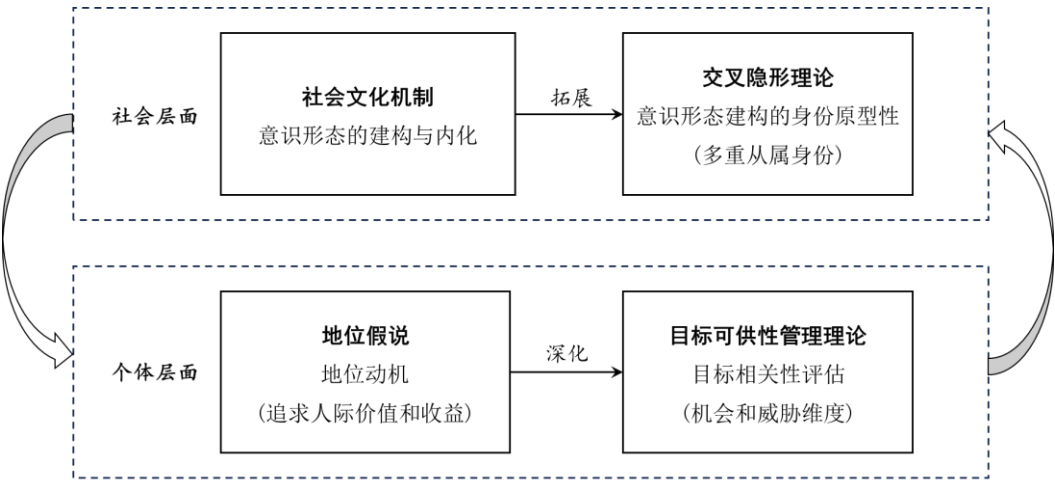 社会层面
社会文化机制
意识形态的建构与内化
拓展
交叉隐形理论
意识形态建构的身份原型性
(多重从属身份)
个体层面
地位假说
地位动机
(追求人际价值和收益)
深化
目标可供性管理理论
目标相关性评估
(机会和威胁维度)